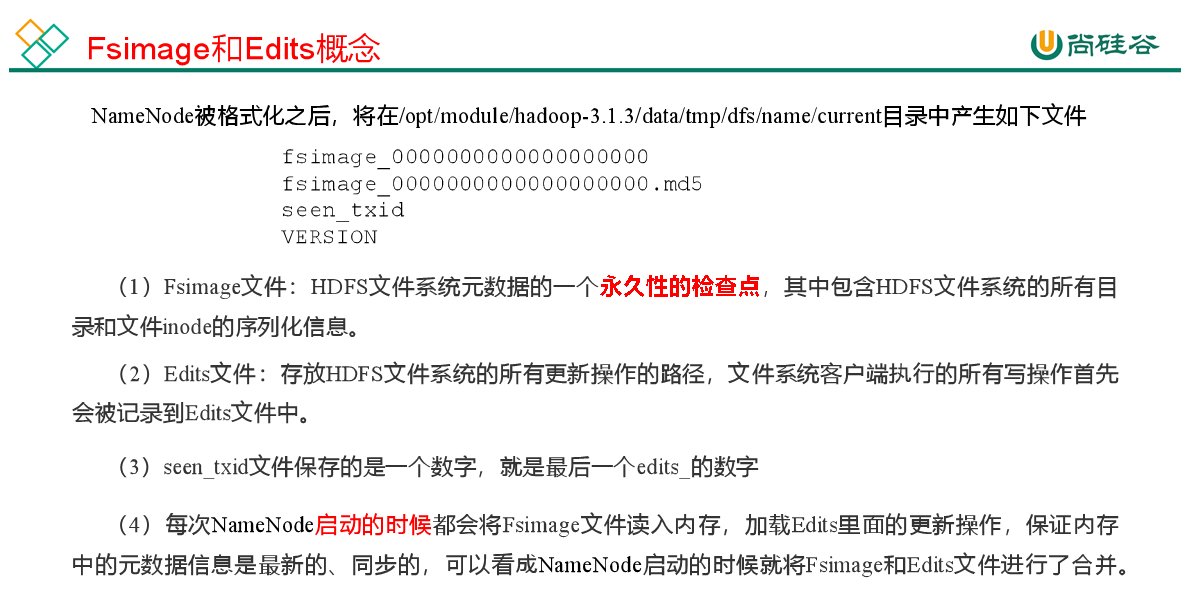 Fsimage和Edits概念
尚硅谷
NameNode被格式化之后，将在/opt/module/hadoop-3.1.3/data/tmp/dfs/name/current目录中产生如下文件
fsimage_0000000000000000000
fsimage_0000000000000000000.md5
seen_txid
VERSION
（1）Fsimage文件：HDFS文件系统元数据的一个永久性的检查点，其中包含HDFS文件系统的所有目
录和文件inode的序列化信息。
（2）Edits文件：存放HDFS文件系统的所有更新操作的路径，文件系统客户端执行的所有写操作首先
会被记录到Edits文件中。
（3）seen_txid文件保存的是一个数字，就是最后一个edits_的数字
（4）每次NameNode启动的时候都会将Fsimage文件读入内存，加载Edits里面的更新操作，保证内存
中的元数据信息是最新的、同步的，可以看成NameNode启动的时候就将Fsimage和Edits文件进行了合并。